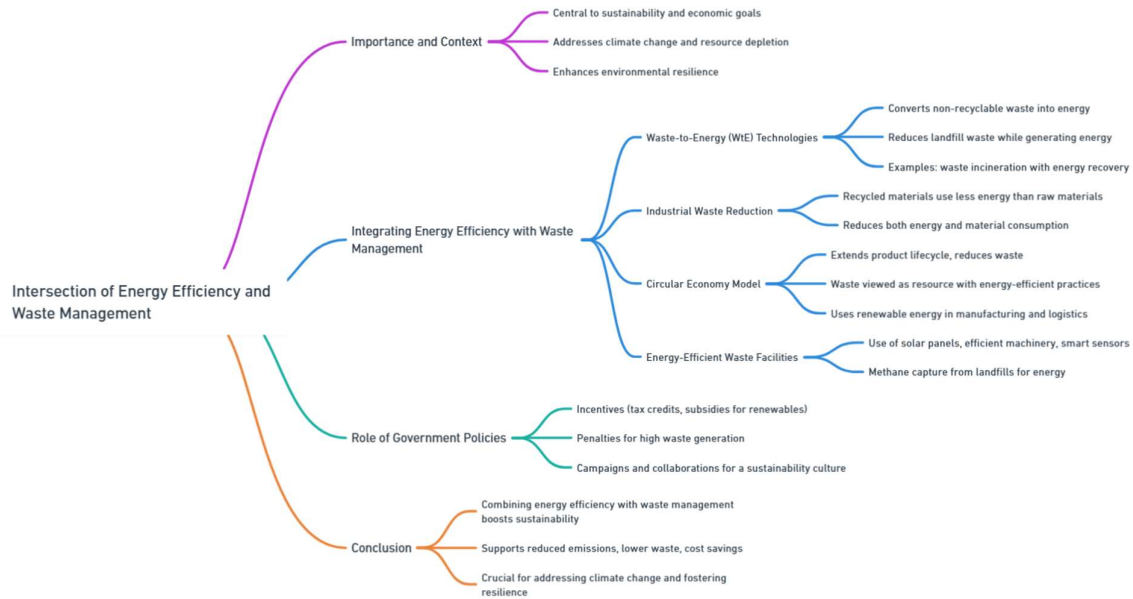 Intersection of Energy Efficiency and
Waste Management
Importance and Context
Central to sustainability and economic goals
Addresses climate change and resource depletion
Enhances environmental resilience
Integrating Energy Efficiency with Waste
Management
Waste-to-Energy (WtE) Technologies
Converts non-recyclable waste into energy
Reduces landfill waste while generating energy
Examples: waste incineration with energy recovery
Industrial Waste Reduction
Recycled materials use less energy than raw materials
Reduces both energy and material consumption
Circular Economy Model
Extends product lifecycle, reduces waste
Waste viewed as resource with energy-efficient practices
Uses renewable energy in manufacturing and logistics
Energy-Efficient Waste Facilities
Use of solar panels, efficient machinery, smart sensors
Methane capture from landfills for energy
Role of Government Policies
Incentives (tax credits, subsidies for renewables)
Penalties for high waste generation
Campaigns and collaborations for a sustainability culture
Conclusion
Combining energy efficiency with waste management
boosts sustainability
Supports reduced emissions, lower waste, cost savings
Crucial for addressing climate change and fostering
resilience